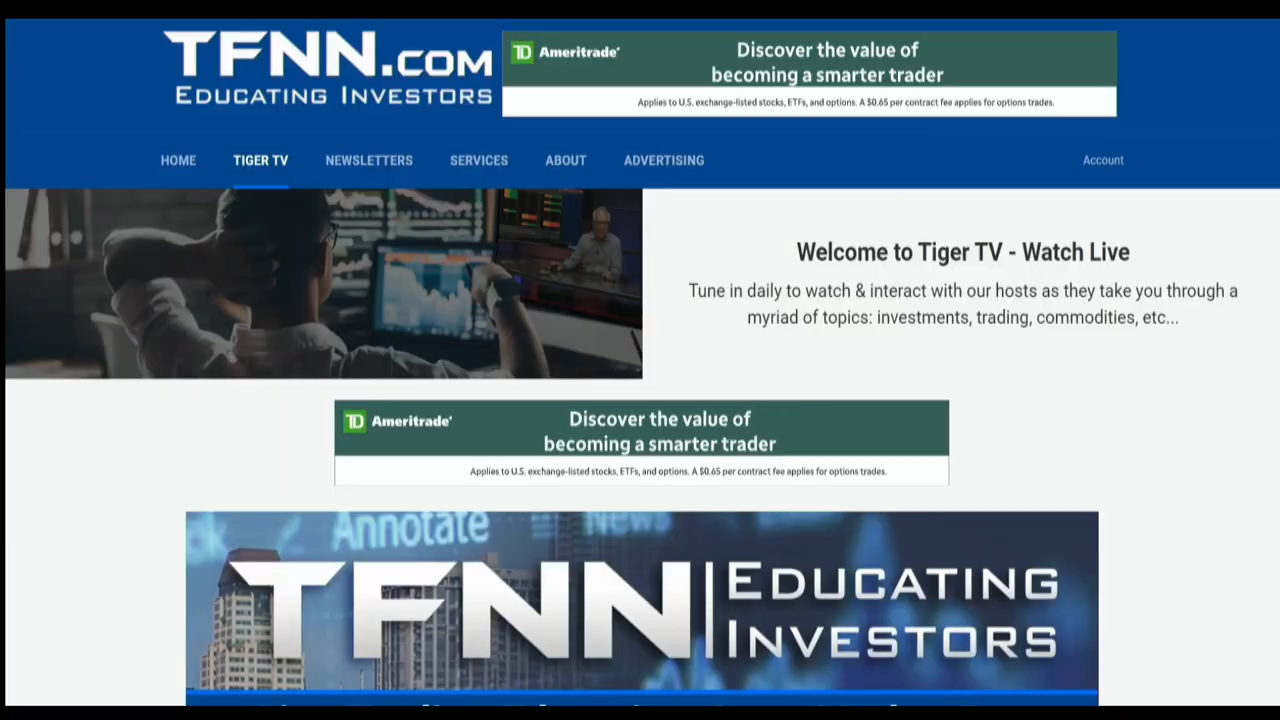 TFNN.COM
EDUCATING INVESTORS
TD Ameritrade
Discover the value of
becoming a smarter trader
Applies to U.S. exchange-listed stocks, ETFs, and options. A $0.65 per contract fee applies for options trades.
HOME TIGER TV NEWSLETTERS SERVICES ABOUT ADVERTISING Account
Welcome to Tiger TV - Watch Live
Tune in daily to watch & interact with our hosts as they take you through a
myriad of topics: investments, trading, commodities, etc...
TD Ameritrade
Discover the value of
becoming a smarter trader
Applies to U.S. exchange-listed stocks, ETFs, and options. A $0.65 per contract fee applies for options trades.
Annotate News
TFNN EDUCATING
INVESTORS